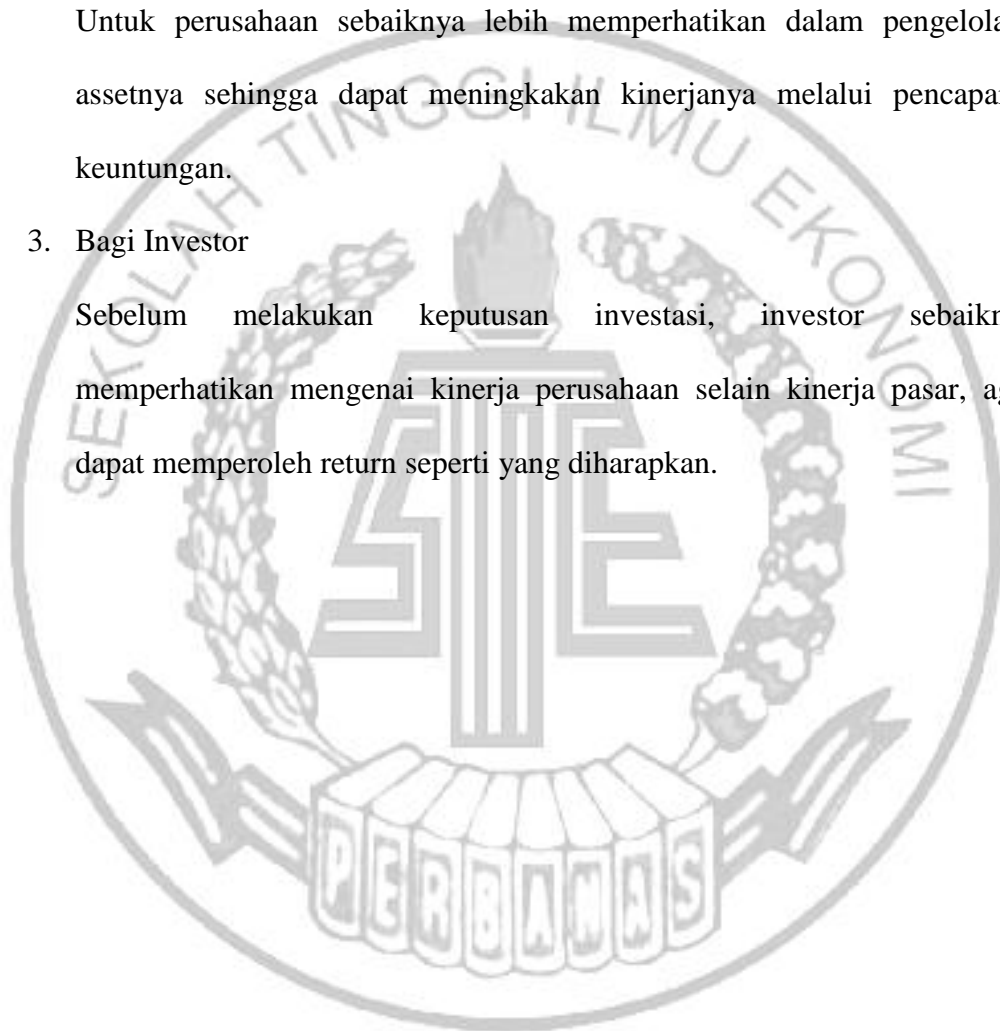 Untuk perusahaan sebaiknya lebih memperhatikan dalam pengelola
assetnya sehingga dapat meningkakan kinerjanya melalui pencapa
keuntungan.
3. Bagi Investor
Sebelum melakukan keputusan investasi, investor sebaikn
memperhatikan mengenai kinerja perusahaan selain kinerja pasar, ag
dapat memperoleh return seperti yang diharapkan.
SEKOLAH TINGGI ILMU EKONOMI
STIE
PERBANAS